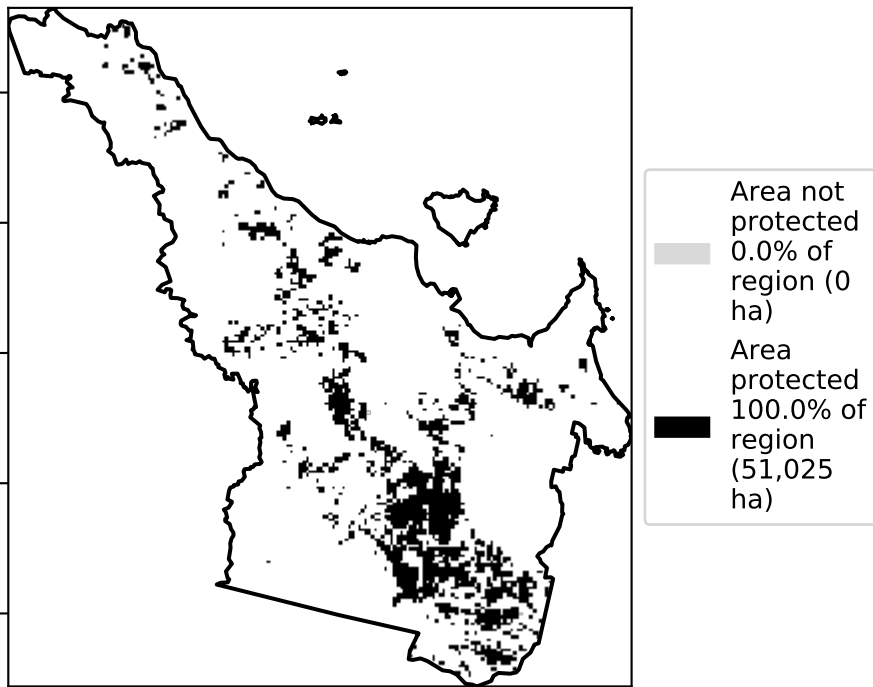 Area not
protected
0.0% of
region (0
ha)
Area
protected
100.0% of
region
(51,025
ha)